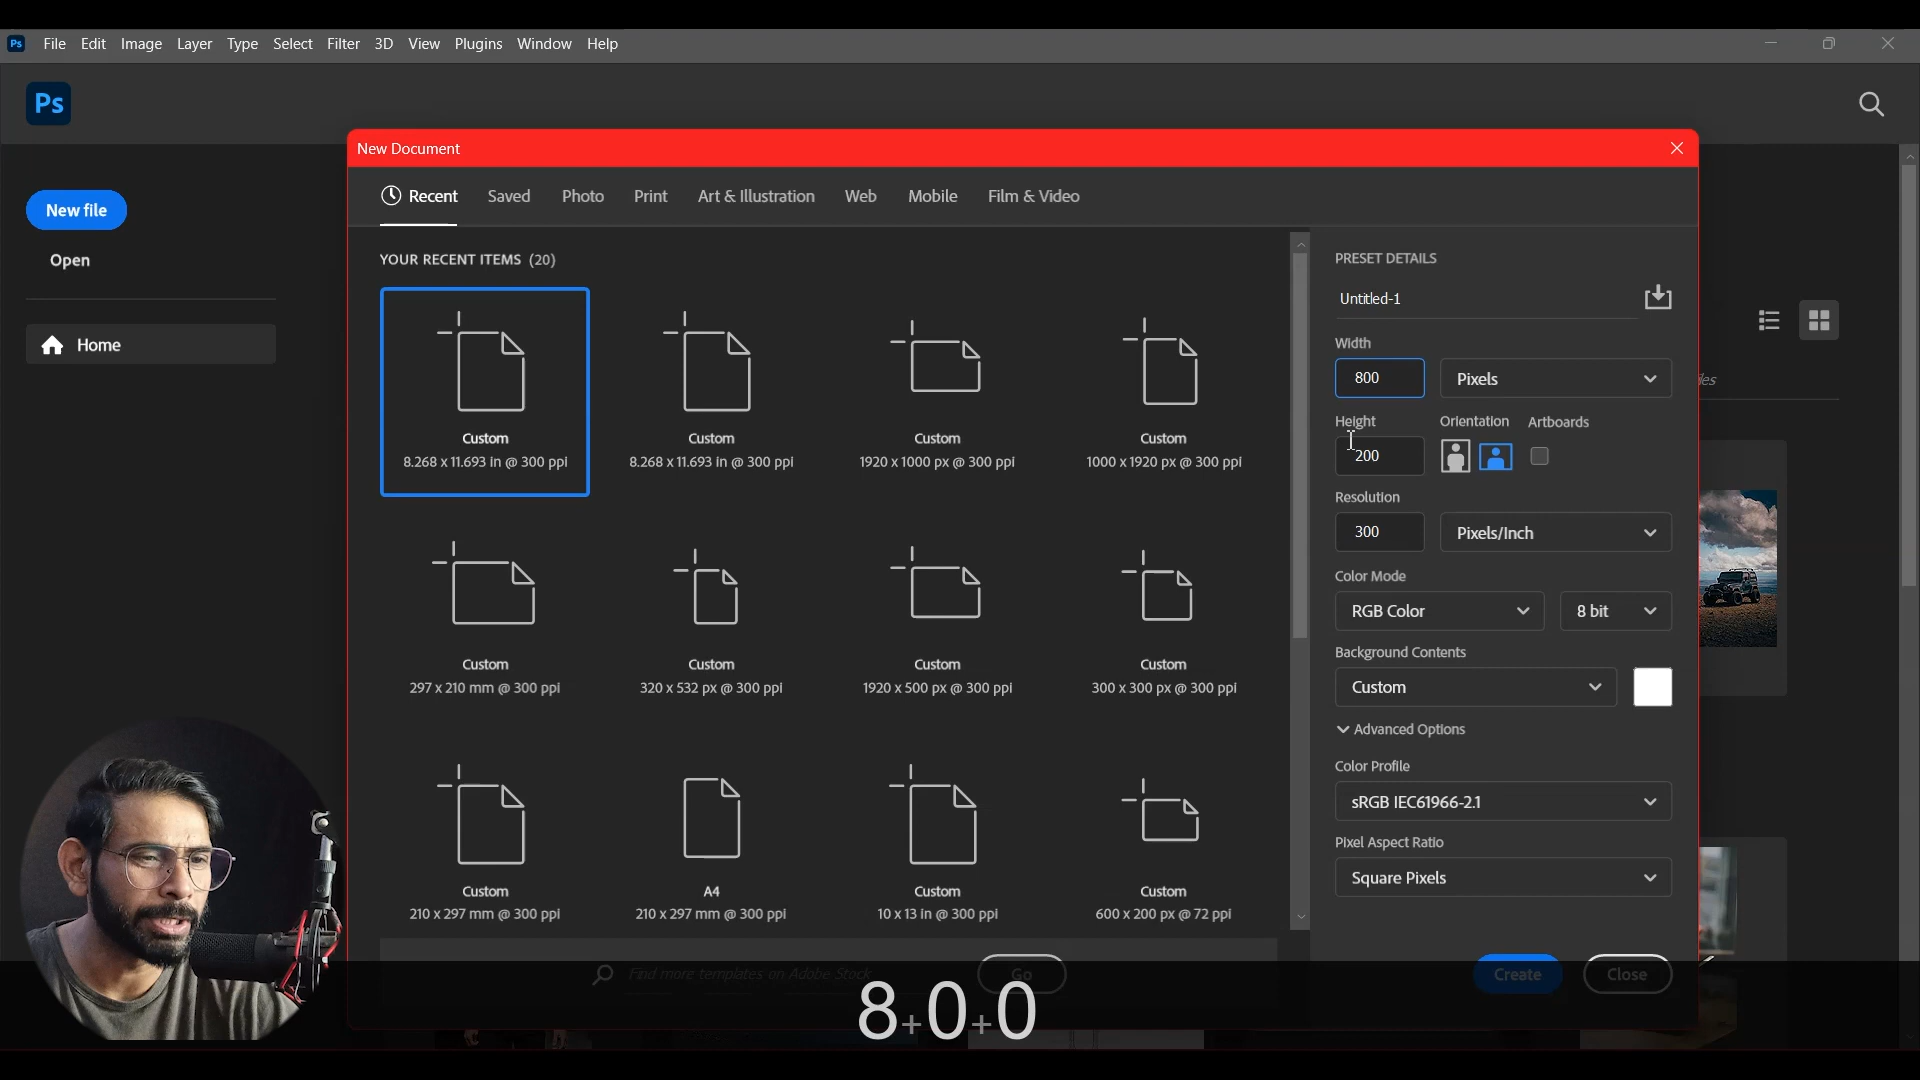 Ps File Edit Image Layer Type Select Filter 3D View Plugins Window Help
Ps
New file
Open
Home
New Document
Recent Saved Photo Print Art & Illustration Web Mobile Film & Video
YOUR RECENT ITEMS (20)
Custom Custom Custom Custom
8.268 x 11.693 in @ 300 ppi 8.268 x 11.693 in @ 300 ppi 1920 x 1000 px @ 300 ppi 1000 x 1920 px @ 300 ppi
Custom Custom Custom Custom
297 x 210 mm @ 300 ppi 320 x 532 px @ 300 ppi 1920 x 500 px @ 300 ppi 300 x 300 px @ 300 ppi
Custom A4 Custom Custom
210 x 297 mm @ 300 ppi 210 x 297 mm @ 300 ppi 10 x 13 in @ 300 ppi 600 x 200 px @ 72 ppi
Find more templates on Adobe Stock Go
PRESET DETAILS
Untitled-1
Width
800 Pixels
Height Orientation Artboards
200
Resolution
300 Pixels/Inch
Color Mode
RGB Color 8 bit
Background Contents
Custom
Advanced Options
Color Profile
sRGB IEC61966-2.1
Pixel Aspect Ratio
Square Pixels
Create Close
8+0+0